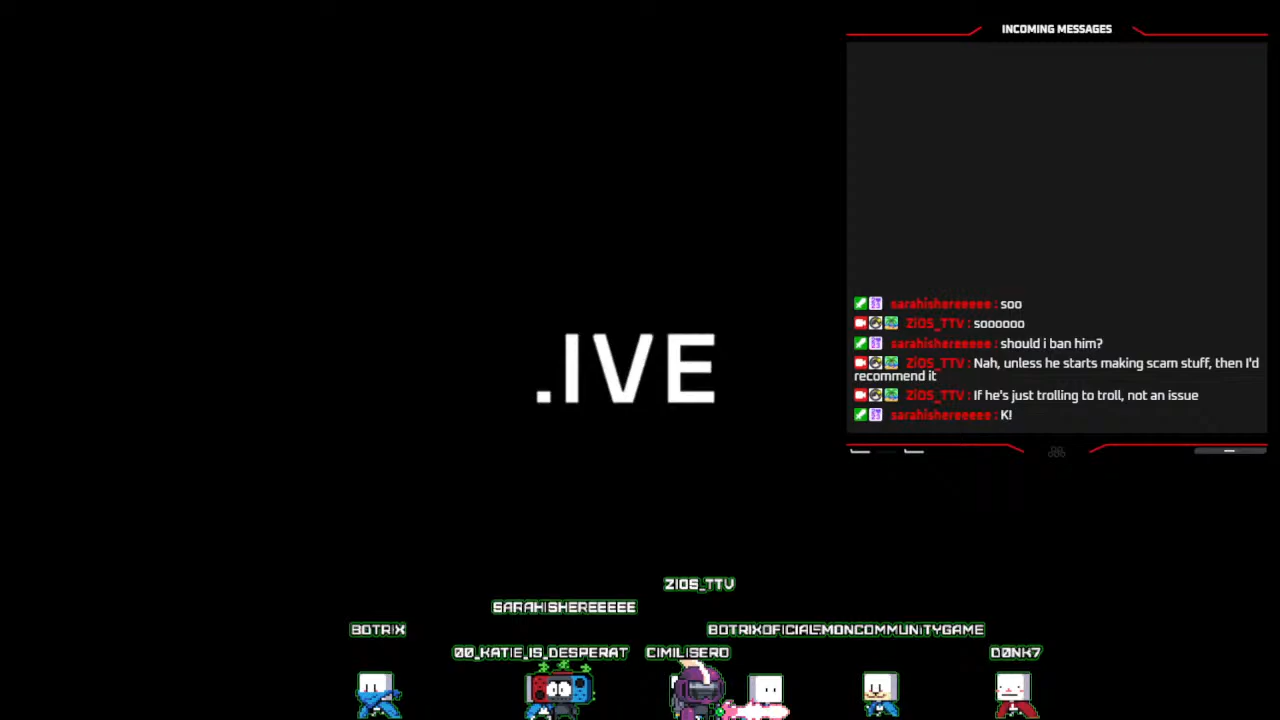 INCOMING MESSAGES
sarahishereeeee : soo
ZIOS_TTV : soooooo
sarahishereeeee : should i ban him?
ZIOS_TTV : Nah, unless he starts making scam stuff, then I'd
recommend it
ZIOS_TTV : If he's just trolling to troll, not an issue
sarahishereeeee : K!
.IVE
ZIOS_TTV
SARAHISHEREEEEE
BOTRIX
00_KATIE_IS_DESPERAT
CIMILISERO
D0NK7